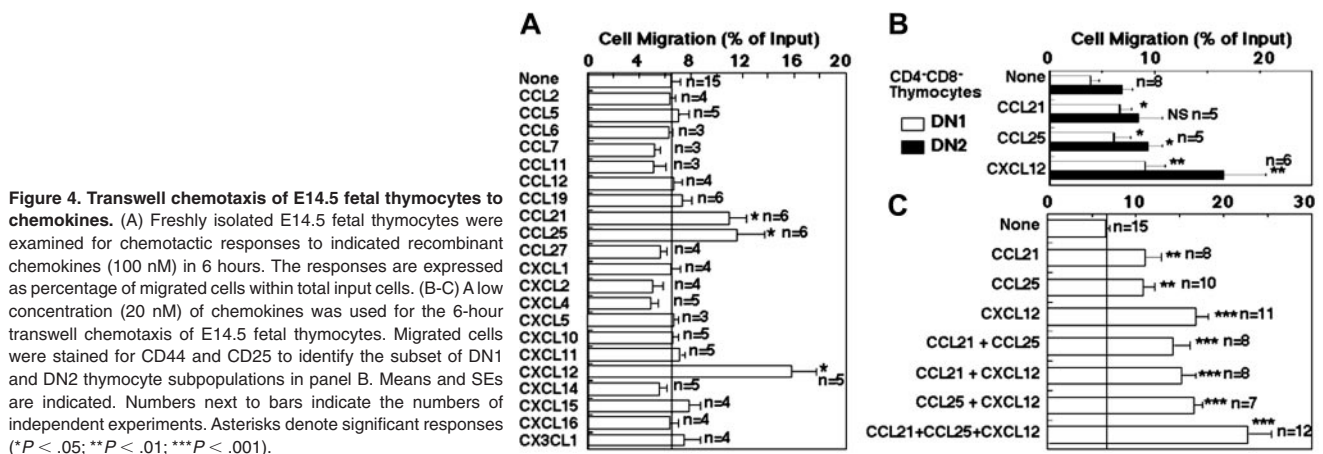 Figure 4. Transwell chemotaxis of E14.5 fetal thymocytes to
chemokines. (A) Freshly isolated E14.5 fetal thymocytes were
examined for chemotactic responses to indicated recombinant
chemokines (100 nM) in 6 hours. The responses are expressed
as percentage of migrated cells within total input cells. (B-C) A low
concentration (20 nM) of chemokines was used for the 6-hour
transwell chemotaxis of E14.5 fetal thymocytes. Migrated cells
were stained for CD44 and CD25 to identify the subset of DN1
and DN2 thymocyte subpopulations in panel B. Means and SEs
are indicated. Numbers next to bars indicate the numbers of
independent experiments. Asterisks denote significant responses
(*P < .05; **P < .01; ***P < .001).
A
Cell Migration (% of Input)
0 4 8 12 16 20
None n=15
CCL2 n=4
CCL5 n=5
CCL6 n=3
CCL7 n=3
CCL11 n=3
CCL12 n=4
CCL19 n=6
CCL21 * n=6
CCL25 * n=6
CCL27 n=4
CXCL1 n=4
CXCL2 n=4
CXCL4 n=5
CXCL5 n=3
CXCL10 n=5
CXCL11 n=5
CXCL12 *
n=5
CXCL14 n=5
CXCL15 n=4
CXCL16 n=4
CX3CL1 n=4
B
Cell Migration (% of Input)
0 10 20
CD4-CD8-
Thymocytes
DN1
DN2
None n=8
CCL21 *
NS n=5
CCL25 * n=5
*
CXCL12 ** n=6
**
C
0 10 20 30
None n=15
CCL21 ** n=8
CCL25 ** n=10
CXCL12 *** n=11
CCL21 + CCL25 *** n=8
CCL21 + CXCL12 *** n=8
CCL25 + CXCL12 *** n=7
CCL21+CCL25+CXCL12 *** n=12